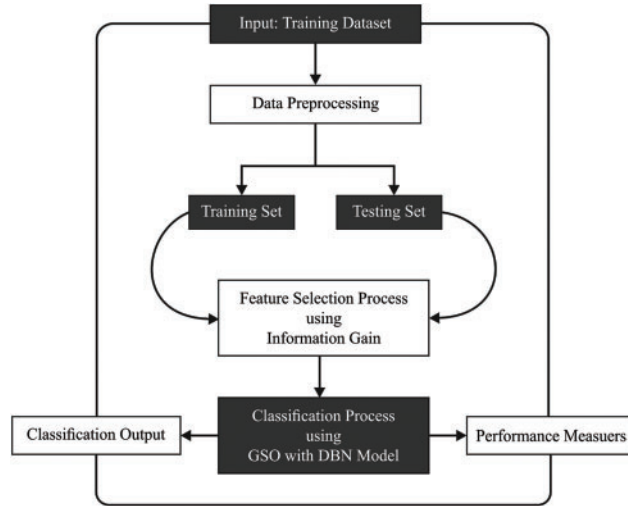 Input: Training Dataset
Data Preprocessing
Training Set
Testing Set
Feature Selection Process
using
Information Gain
Classification Process
using
GSO with DBN Model
Classification Output
Performance Measuers